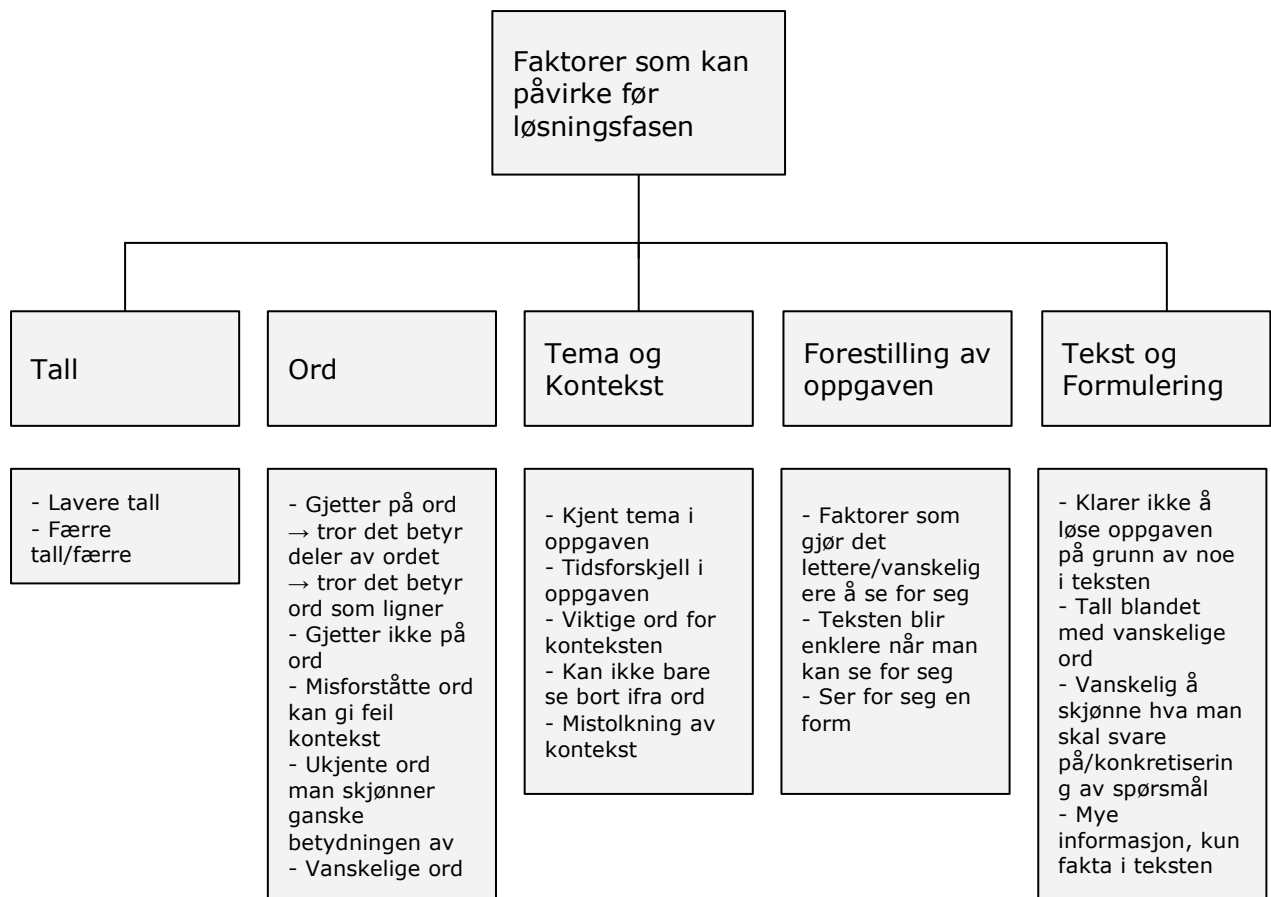 Faktorer som kan
påvirke før
løsningsfasen
Tall
Ord
Tema og
Kontekst
Forestilling av
oppgaven
Tekst og
Formulering
- Lavere tall
- Færre
tall/færre
- Gjetter på ord
→ tror det betyr
deler av ordet
→ tror det betyr
ord som ligner
- Gjetter ikke på
ord
- Misforståtte ord
kan gi feil
kontekst
- Ukjente ord
man skjønner
ganske
betydningen av
- Vanskelige ord
- Kjent tema i
oppgaven
- Tidsforskjell i
oppgaven
- Viktige ord for
konteksten
- Kan ikke bare
se bort ifra ord
- Mistolkning av
kontekst
- Faktorer som
gjør det
lettere/vanskelig
ere å se for seg
- Teksten blir
enklere når man
kan se for seg
- Ser for seg en
form
- Klarer ikke å
løse oppgaven
på grunn av noe
i teksten
- Tall blandet
med vanskelige
ord
- Vanskelig å
skjønne hva man
skal svare
på/konkretiserin
g av spørsmål
- Mye
informasjon, kun
fakta i teksten